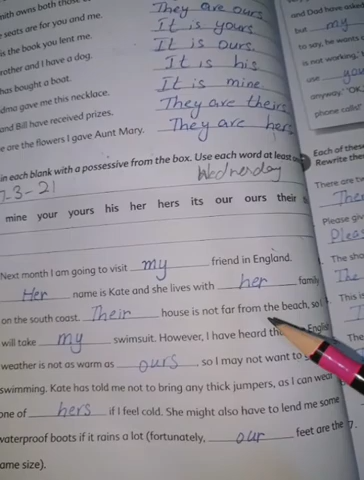 mith owns both those
They are ours
seats are for you and me.
It is yours
is the book you lent me.
It is ours.
rother and I have a dog.
It is his
has bought a boat.
It is mine.
dma gave me this necklace.
They are theirs.
and Bill have received prizes.
They are hers
e are the flowers I gave Aunt Mary.
and Dad have asked
but my
to say, he wants
is not working.
use you
anyway. 'OK,
phone calls!
in each blank with a possessive from the box. Use each word at least
7-3-21 Wednesday
mine your yours his her hers its our ours their
Next month I am going to visit my friend in England.
Her name is Kate and she lives with her family
on the south coast. Their house is not far from the beach, so I
will take my swimsuit. However, I have heard the English
weather is not as warm as ours, so I may not want to
swimming. Kate has told me not to bring any thick jumpers, as I can wear
one of hers if I feel cold. She might also have to lend me some
waterproof boots if it rains a lot (fortunately, our feet are the
ame size).
Each of these
Rewrite the
There are
Please give
Pleas
The sha
The
This is
The
7.